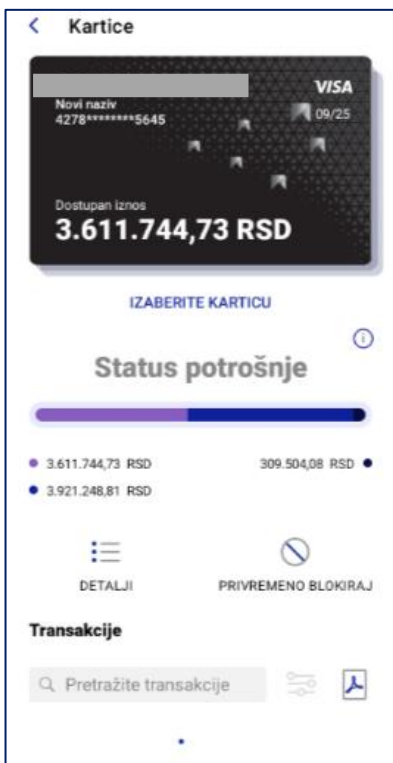 Kartice
VISA
Novi naziv
4278********5645
09/25
Dostupan iznos
3.611.744,73 RSD
IZABERITE KARTICU
Status potrošnje
3.611.744,73 RSD
309.504,08 RSD
3.921.248,81 RSD
DETALJI
PRIVREMENO BLOKIRAJ
Transakcije
Pretražite transakcije